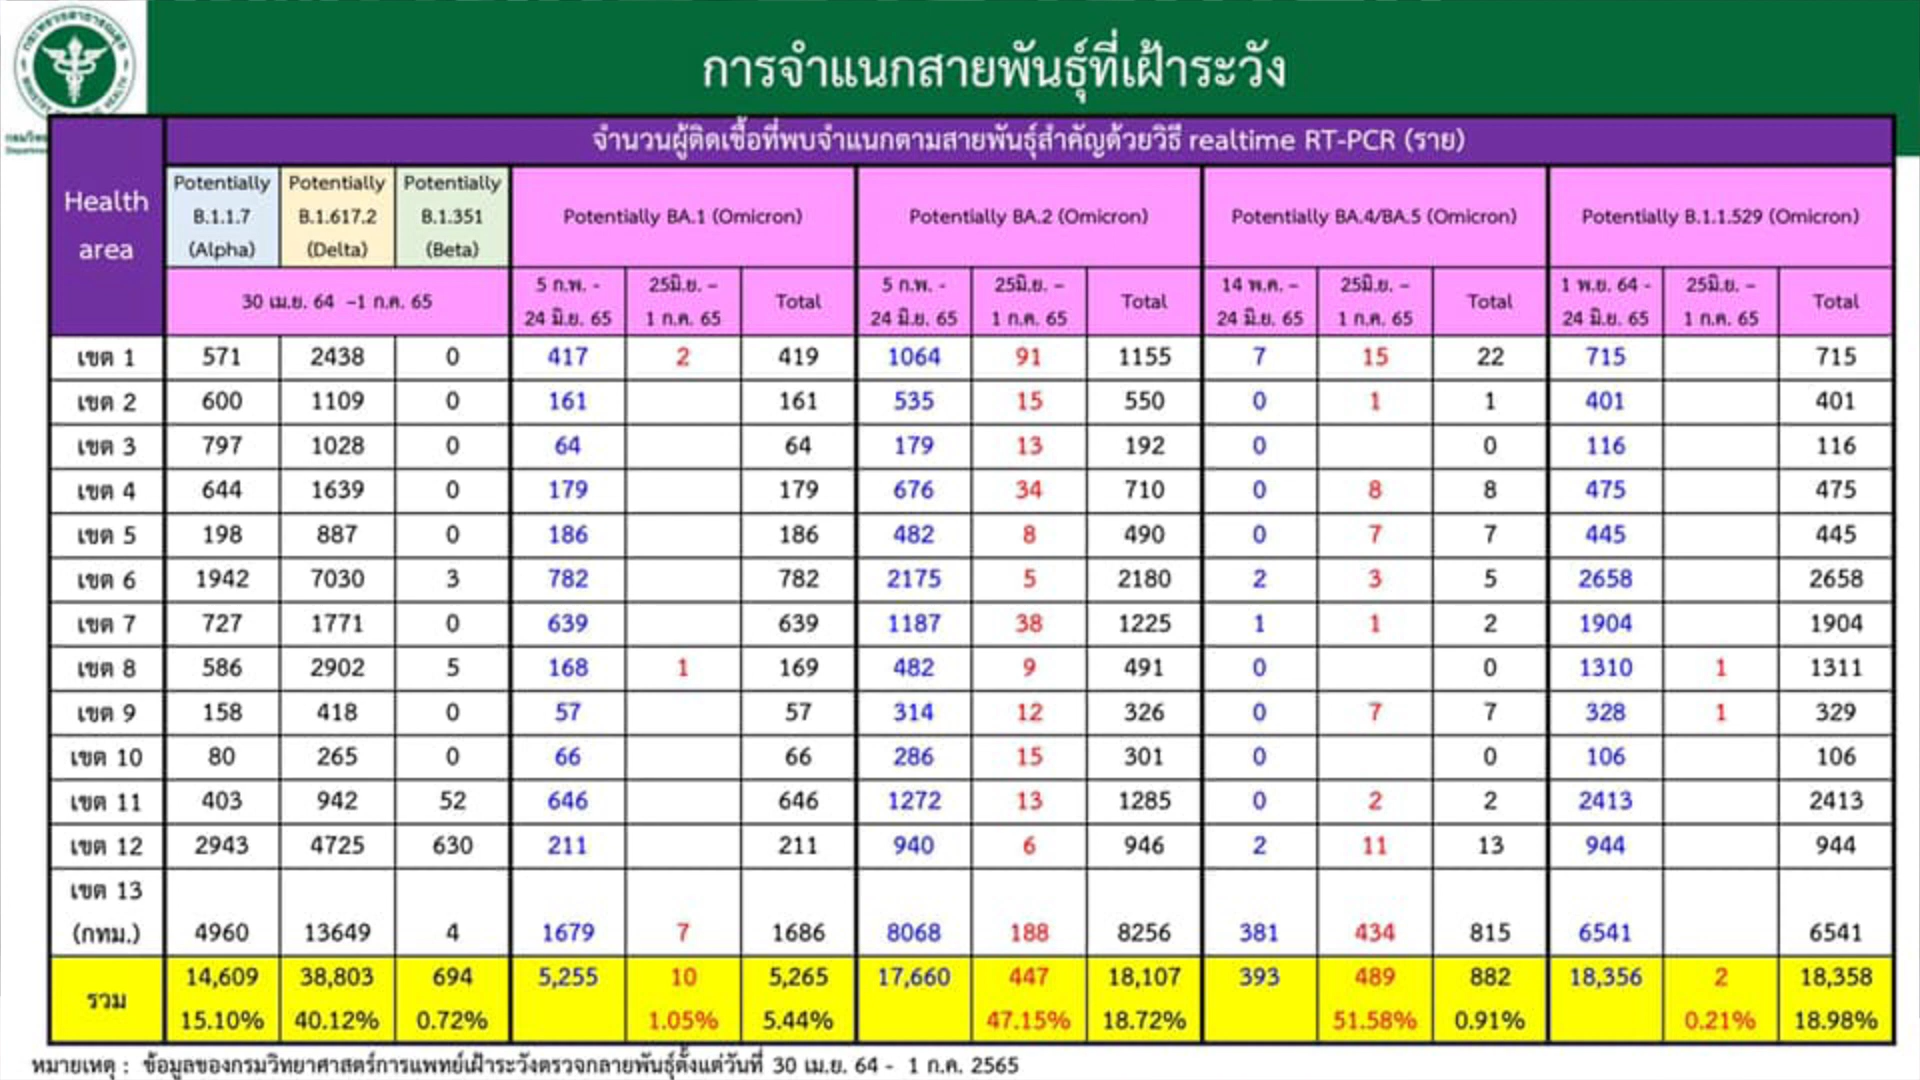 การจำแนกสายพันธุ์ที่เฝ้าระวัง
จำนวนผู้ติดเชื้อที่พบจำแนกตามสายพันธุ์สำคัญด้วยวิธี realtime RT-PCR (ราย)
Health area
Potentially B.1.1.7 (Alpha) Potentially B.1.617.2 (Delta) Potentially B.1.351 (Beta) Potentially BA.1 (Omicron) Potentially BA.2 (Omicron) Potentially BA.4/BA.5 (Omicron) Potentially B.1.1.529 (Omicron)
30 เม.ย. 64 –1 ก.ค. 65 5 ก.พ. - 24 มิ.ย. 65 25มิ.ย. – 1 ก.ค. 65 Total 5 ก.พ. - 24 มิ.ย. 65 25มิ.ย. – 1 ก.ค. 65 Total 14 พ.ค. – 24 มิ.ย. 65 25มิ.ย. – 1 ก.ค. 65 Total 1 พ.ย. 64 - 24 มิ.ย. 65 25มิ.ย. – 1 ก.ค. 65 Total
เขต 1 571 2438 0 417 2 419 1064 91 1155 7 15 22 715 715
เขต 2 600 1109 0 161 161 535 15 550 0 1 1 401 401
เขต 3 797 1028 0 64 64 179 13 192 0 0 116 116
เขต 4 644 1639 0 179 179 676 34 710 0 8 8 475 475
เขต 5 198 887 0 186 186 482 8 490 0 7 7 445 445
เขต 6 1942 7030 3 782 782 2175 5 2180 2 3 5 2658 2658
เขต 7 727 1771 0 639 639 1187 38 1225 1 1 2 1904 1904
เขต 8 586 2902 5 168 1 169 482 9 491 0 0 1310 1 1311
เขต 9 158 418 0 57 57 314 12 326 0 7 7 328 1 329
เขต 10 80 265 0 66 66 286 15 301 0 0 106 106
เขต 11 403 942 52 646 646 1272 13 1285 0 2 2 2413 2413
เขต 12 2943 4725 630 211 211 940 6 946 2 11 13 944 944
เขต 13
(กทม.) 4960 13649 4 1679 7 1686 8068 188 8256 381 434 815 6541 6541
รวม 14,609 38,803 694 5,255 10 5,265 17,660 447 18,107 393 489 882 18,356 2 18,358
15.10% 40.12% 0.72% 1.05% 5.44% 47.15% 18.72% 51.58% 0.91% 0.21% 18.98%
หมายเหตุ : ข้อมูลของกรมวิทยาศาสตร์การแพทย์เฝ้าระวังตรวจกลายพันธุ์ตั้งแต่วันที่ 30 เม.ย. 64 - 1 ก.ค. 2565